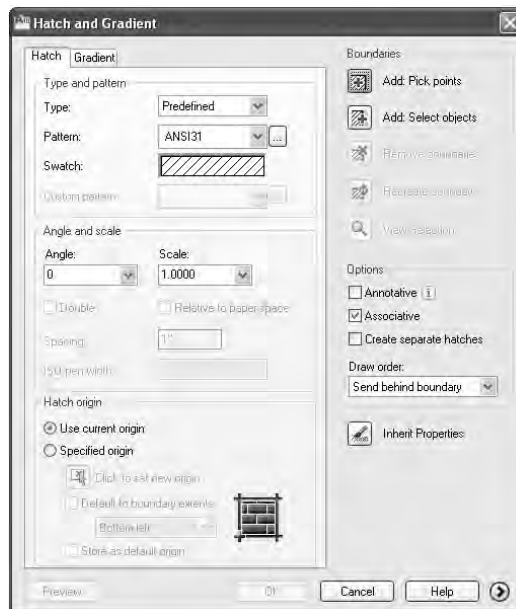 Hatch and Gradient
Hatch
Gradient
Type and pattern
Type:
Predefined
Pattern:
ANSI31
...
Swatch:
Custom pattern:
Angle and scale
Angle:
Scale:
0
1.0000
Double
Relative to paper space
Spacing:
1"
ISO pen width:
Hatch origin
Use current origin
Specified origin
Click to set new origin
Default to boundary extents
Bottom left
Store as default origin
Boundaries
Add: Pick points
Add: Select objects
Remove boundaries
Recreate boundary
View Selection
Options
Annotative
Associative
Create separate hatches
Draw order:
Send behind boundary
Inherit Properties
Preview
OK
Cancel
Help